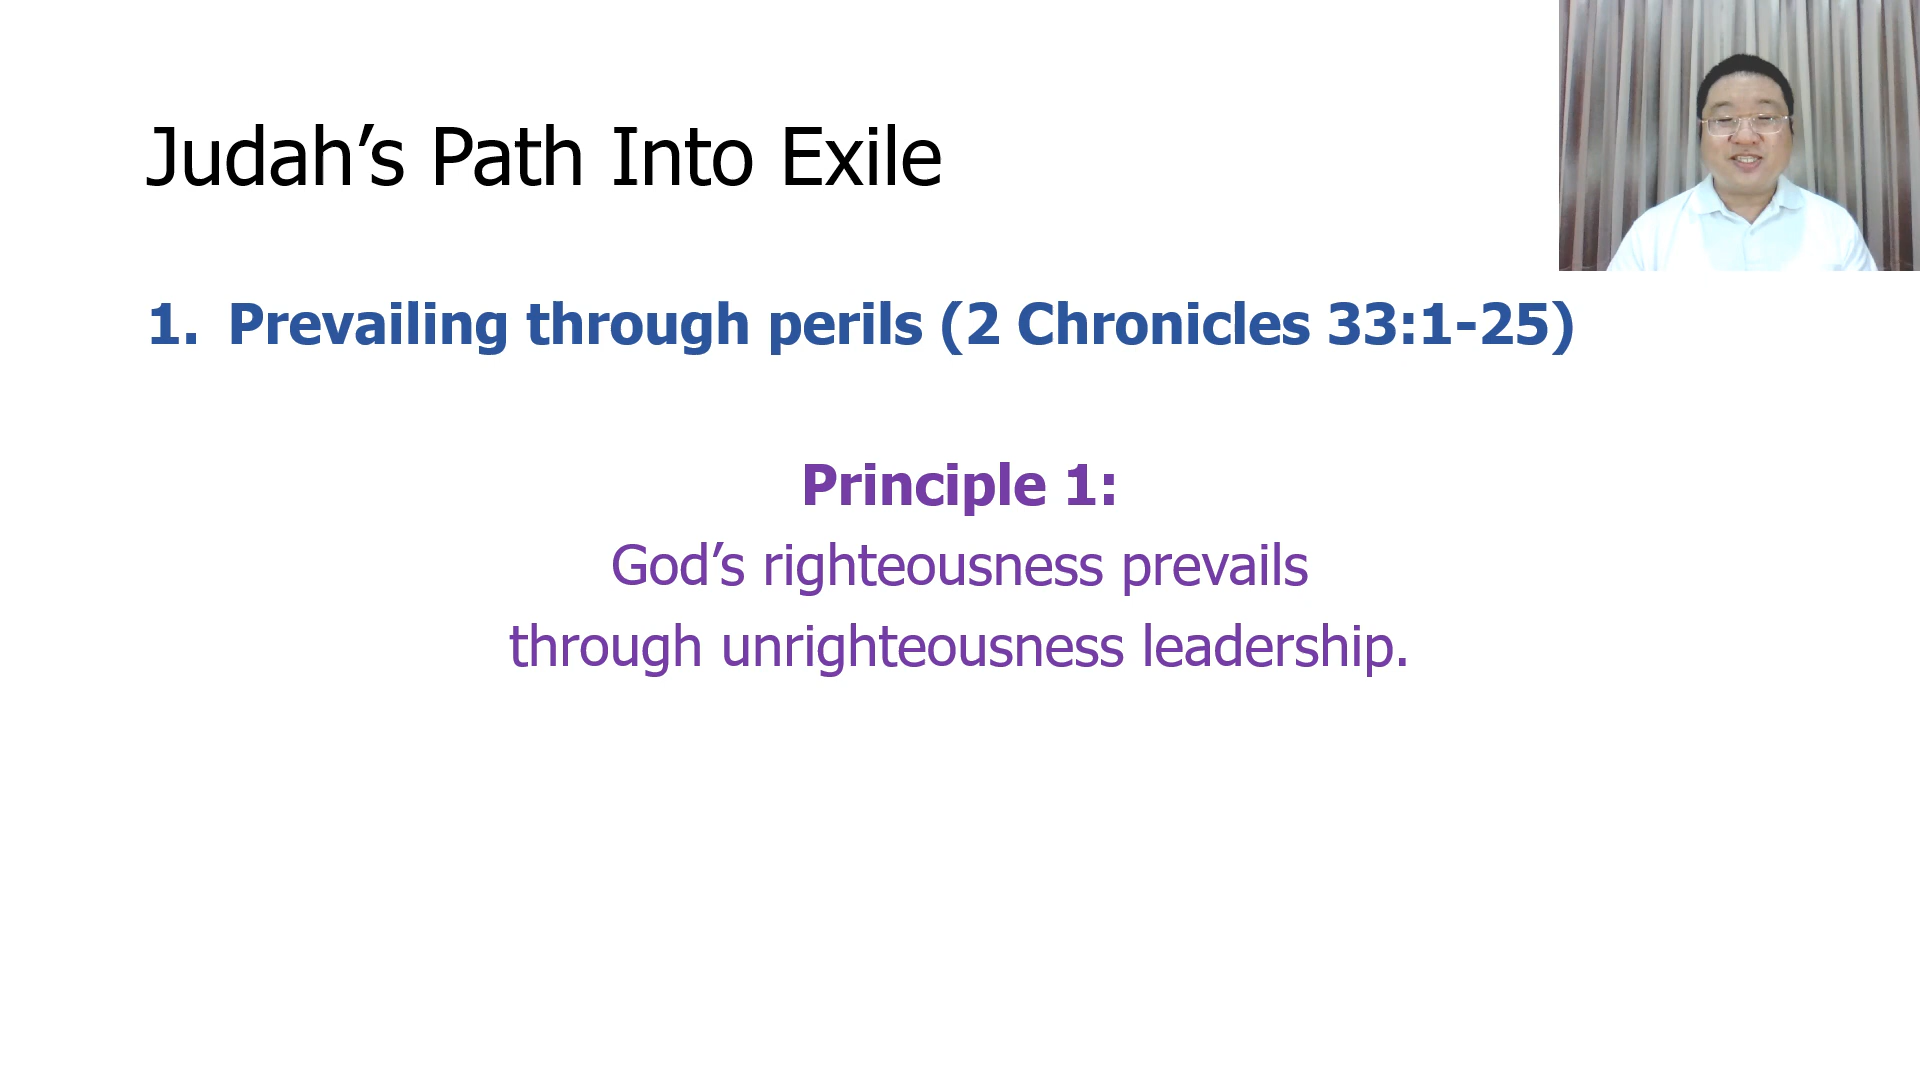 Judah’s Path Into Exile
1. Prevailing through perils (2 Chronicles 33:1-25)
Principle 1:
God’s righteousness prevails
through unrighteousness leadership.